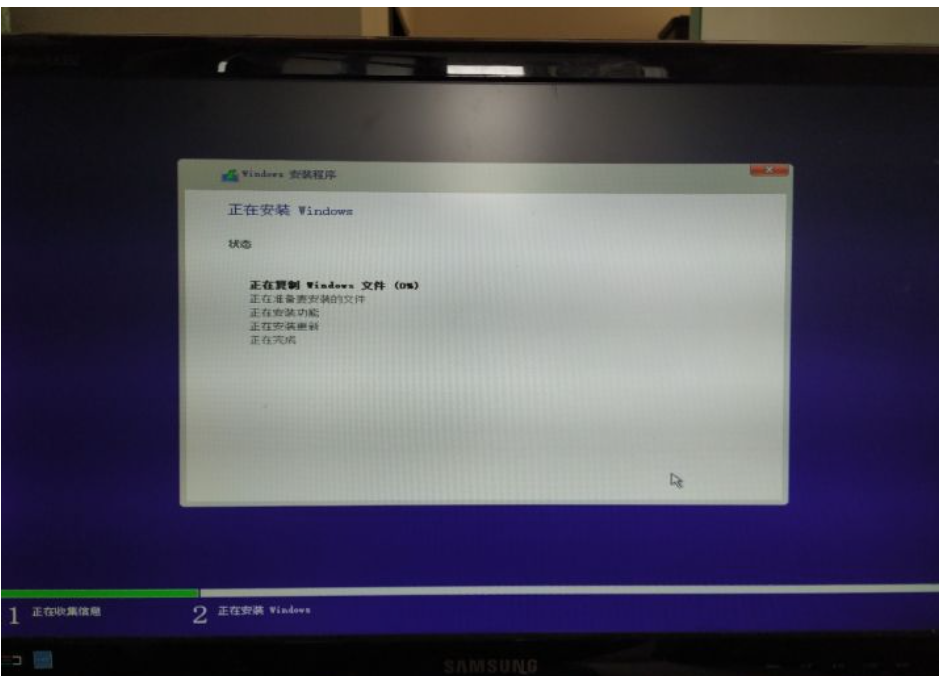 Windows 安装程序
正在安装 Windows
状态
正在复制 Windows 文件 (0%)
正在准备要安装的文件
正在安装功能
正在安装更新
正在完成
1 正在收集信息
2 正在安装 Windows
SAMSUNG